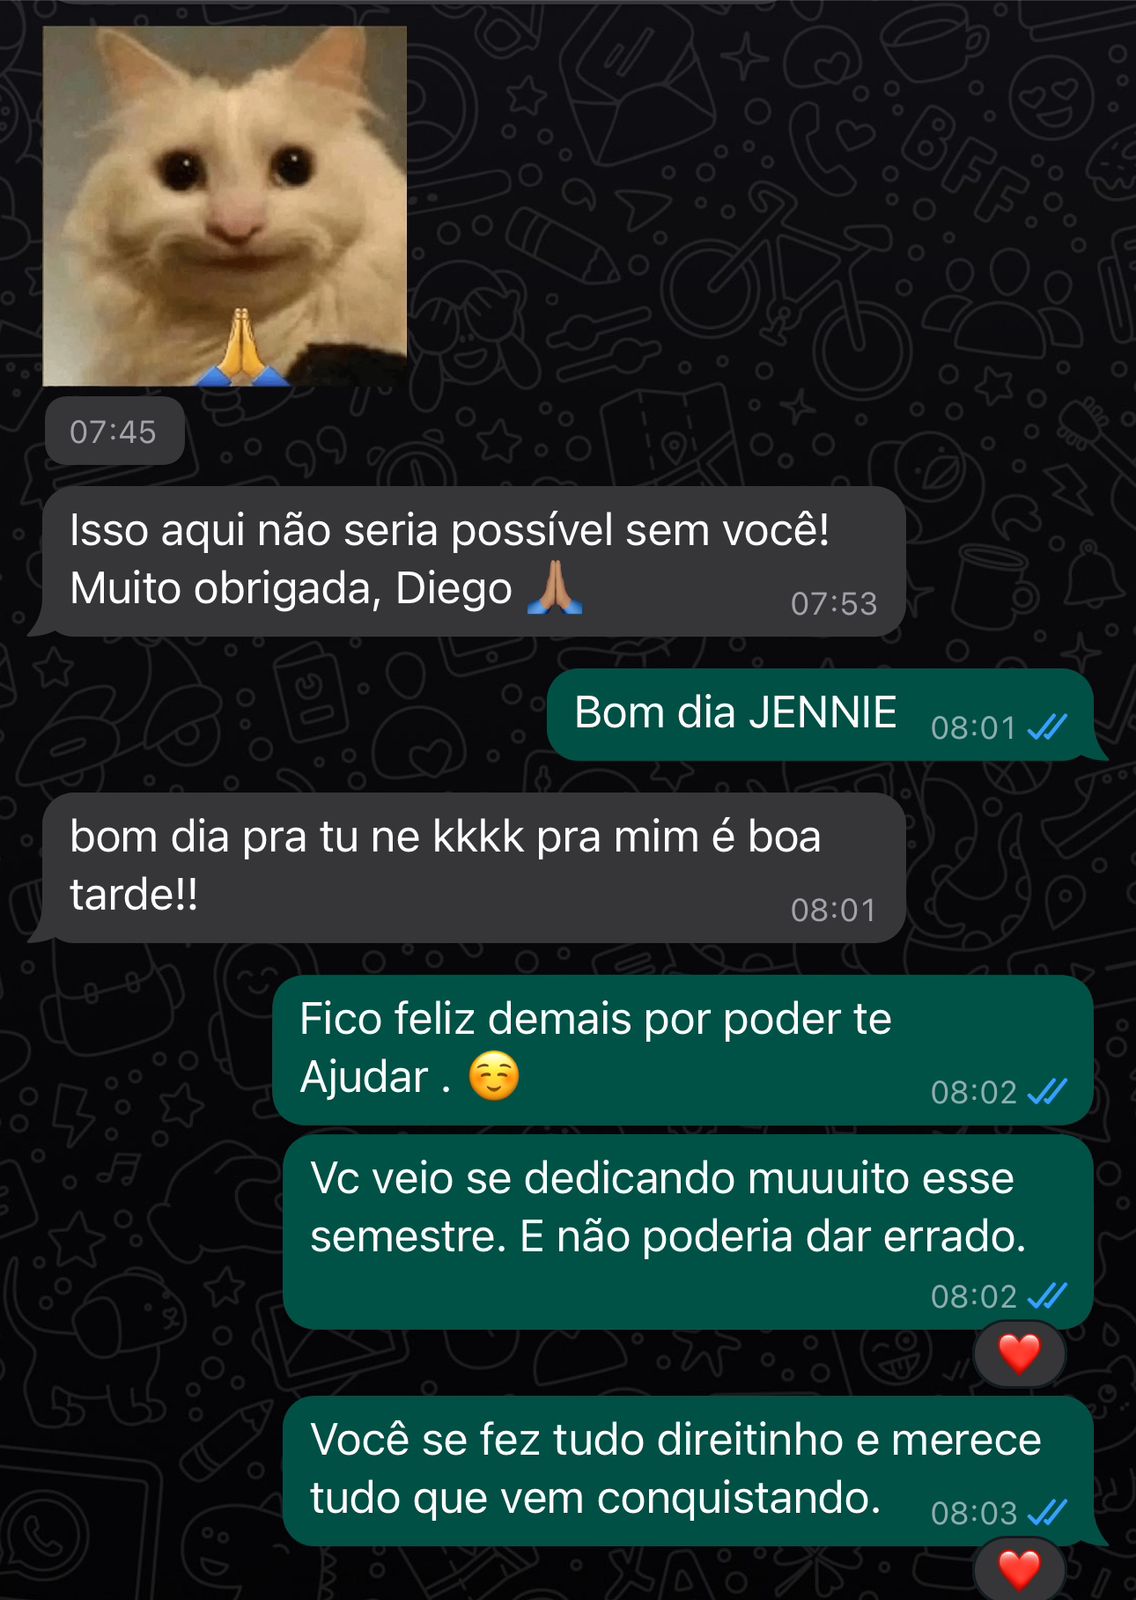 07:45
Isso aqui não seria possível sem você!
Muito obrigada, Diego 🙏🏽
07:53
Bom dia JENNIE
08:01
bom dia pra tu ne kkkk pra mim é boa
tarde!!
08:01
Fico feliz demais por poder te
Ajudar . ☺️
08:02
Vc veio se dedicando muuuito esse
semestre. E não poderia dar errado.
08:02
Você se fez tudo direitinho e merece
tudo que vem conquistando.
08:03
BFF